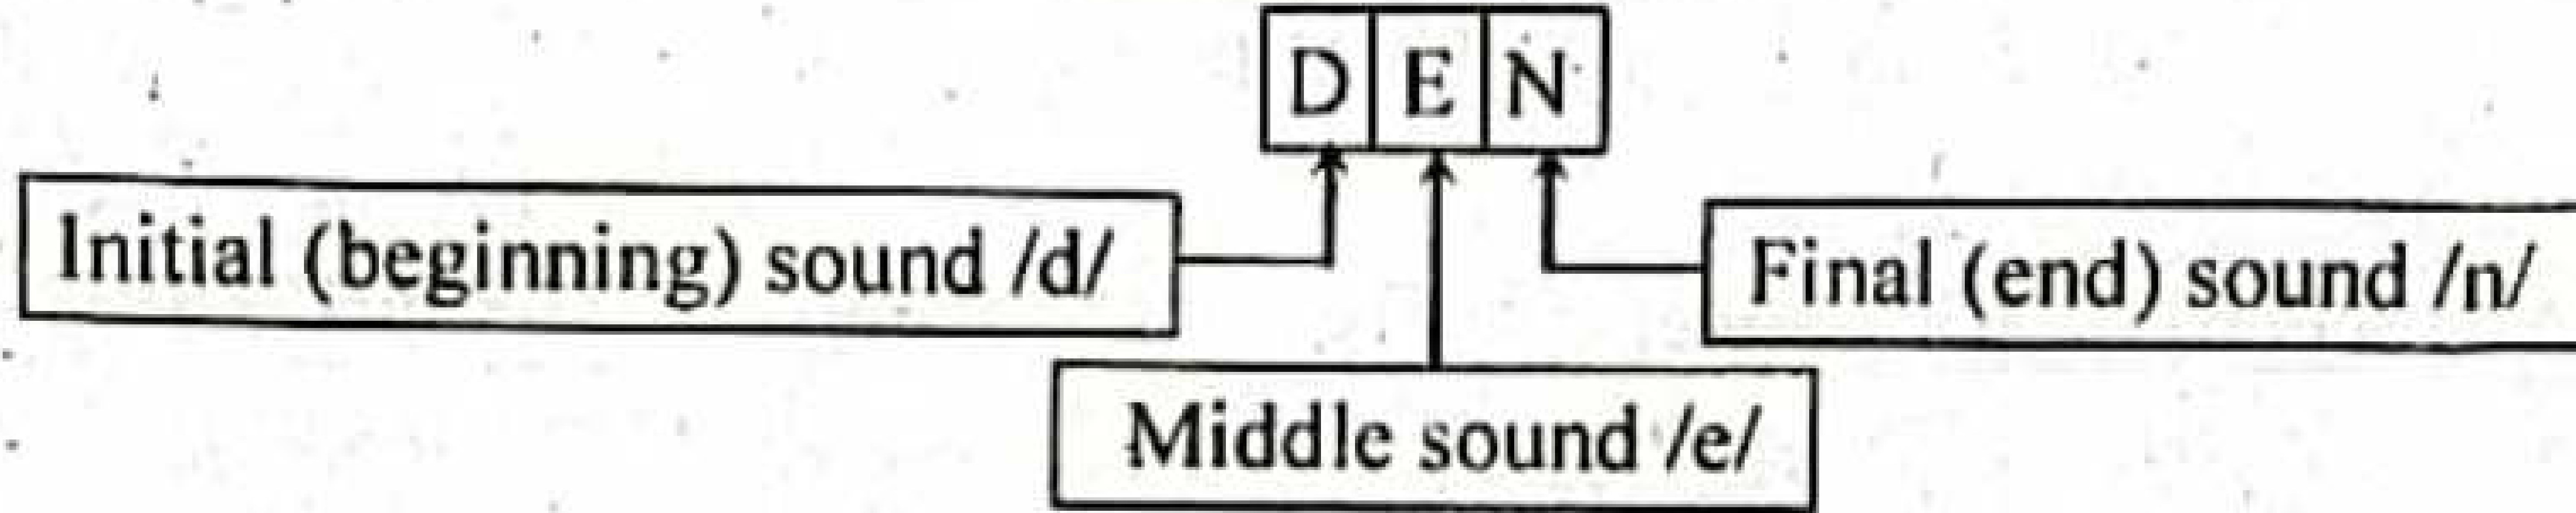 D E N
Initial (beginning) sound /d/
Final (end) sound /n/
Middle sound /e/